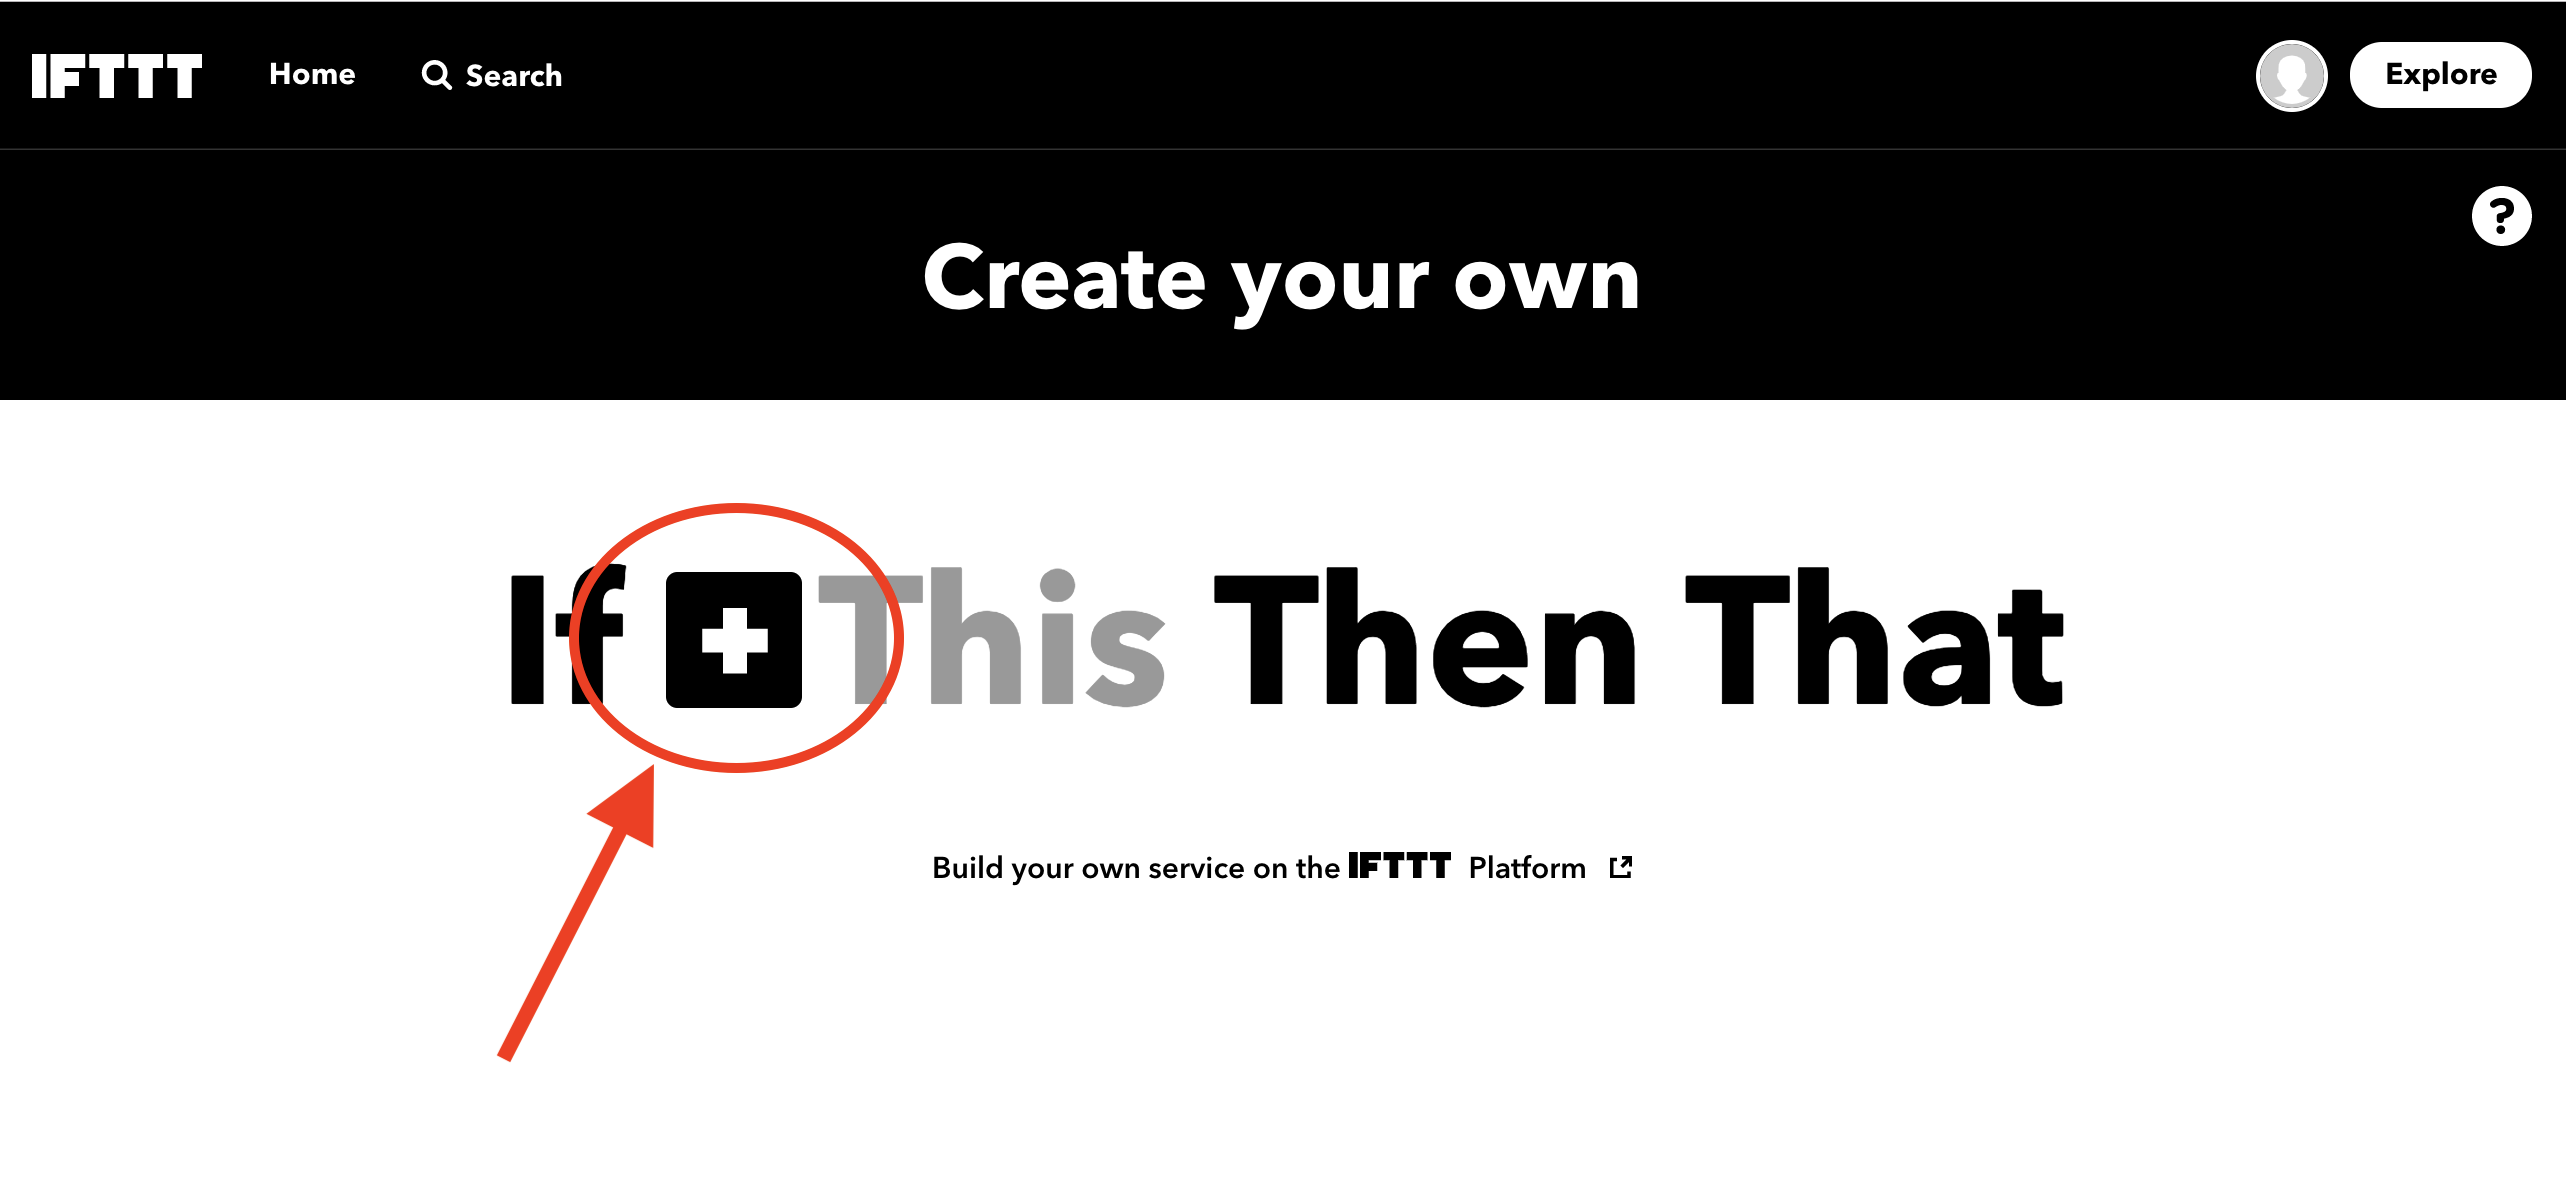 IFTTT Home Search Explore
?
Create your own
If + This Then That
Build your own service on the IFTTT Platform